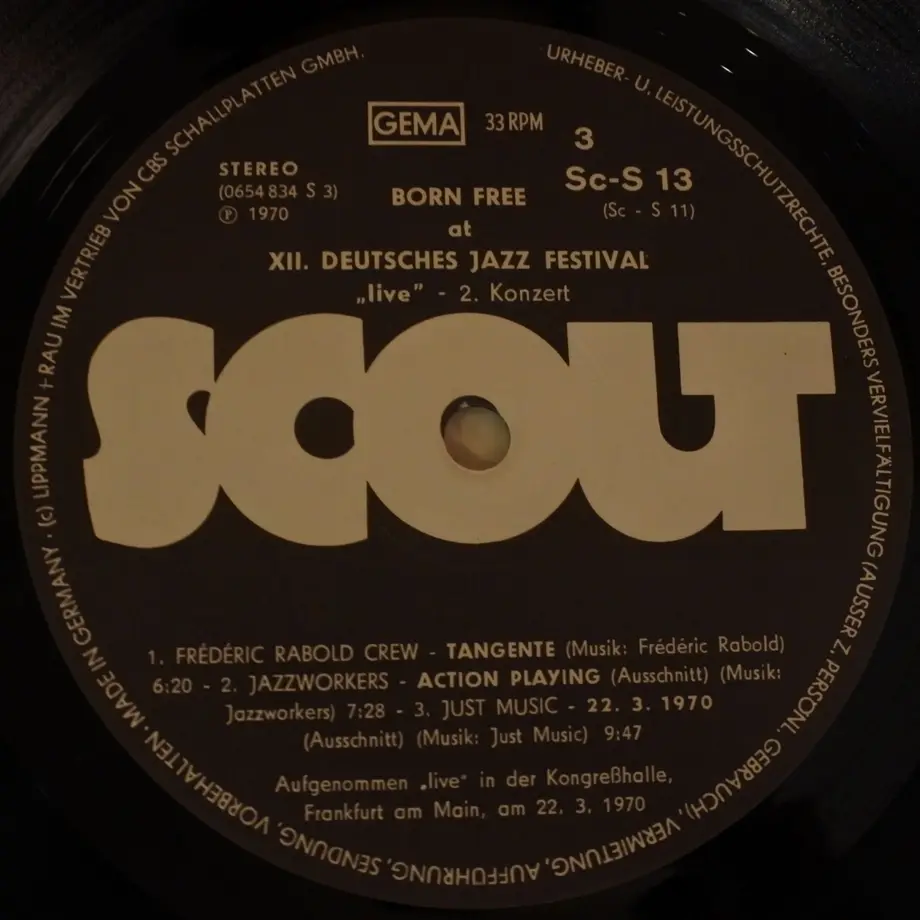 URHEBER- U. LEISTUNGSSCHUTZRECHTE, BESONDERS VERVIELFÄLTIGUNG (AUSSER Z. PERSÖNL. GEBRAUCH), VERMIETUNG, AUFFÜHRUNG, SENDUNG, VORBEHALTEN · MADE IN GERMANY · (c) LIPPMANN + RAU IM VERTRIEB VON CBS SCHALLPLATTEN GMBH.
GEMA 33 RPM 3
STEREO Sc-S 13
(0654 834 S 3) (Sc - S 11)
℗ 1970
BORN FREE
at
XII. DEUTSCHES JAZZ FESTIVAL
„live" - 2. Konzert
SCOUT
1. FRÉDÉRIC RABOLD CREW - TANGENTE (Musik: Frédéric Rabold)
6:20 - 2. JAZZWORKERS - ACTION PLAYING (Ausschnitt) (Musik:
Jazzworkers) 7:28 - 3. JUST MUSIC - 22. 3. 1970
(Ausschnitt) (Musik: Just Music) 9:47
Aufgenommen „live" in der Kongreßhalle,
Frankfurt am Main, am 22. 3. 1970